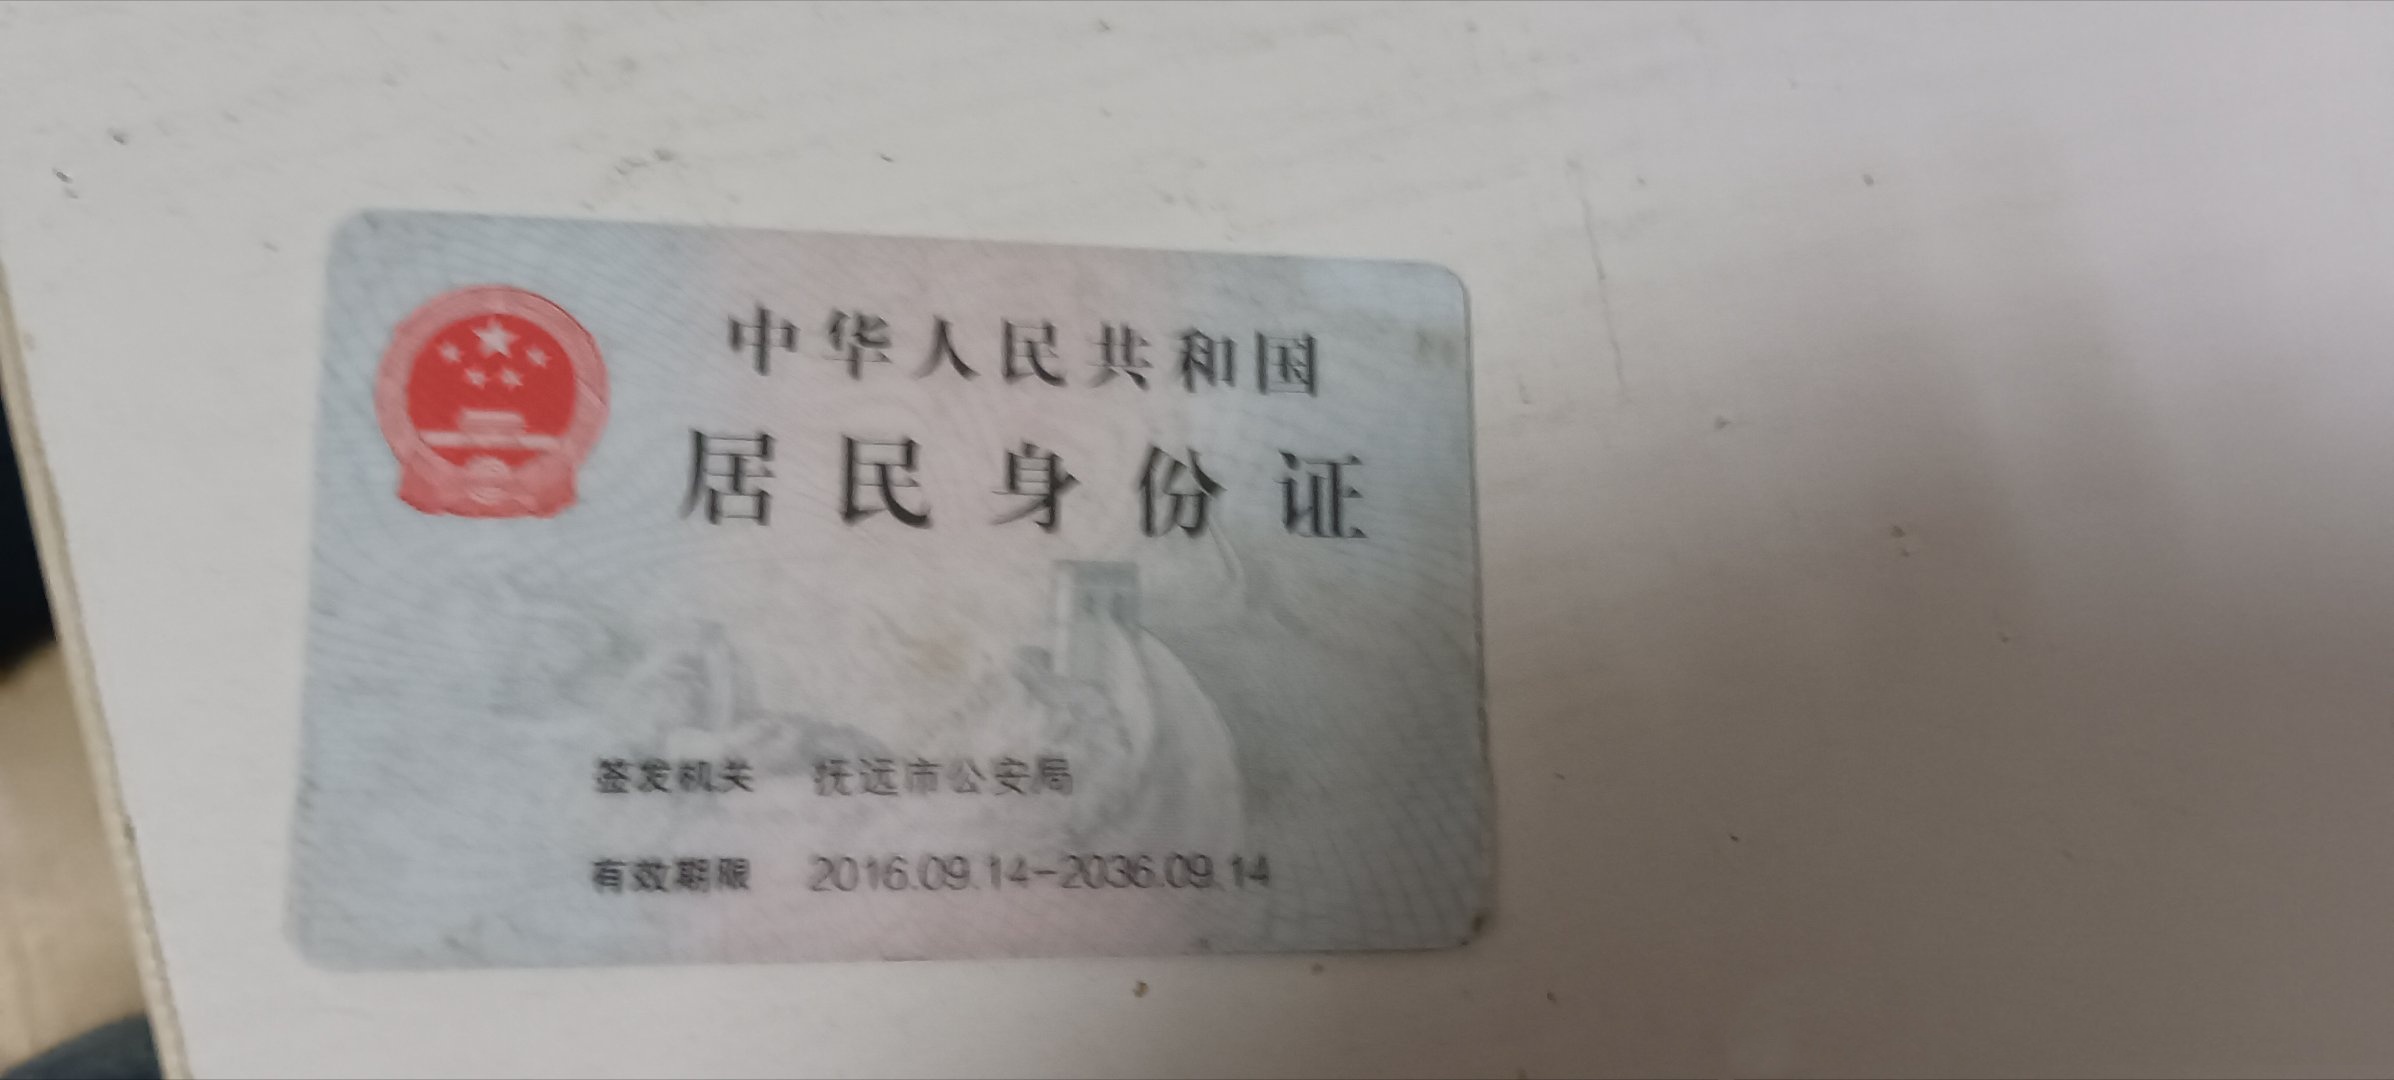 中华人民共和国
居民身份证
签发机关 抚远市公安局
有效期限 2016.09.14-2036.09.14